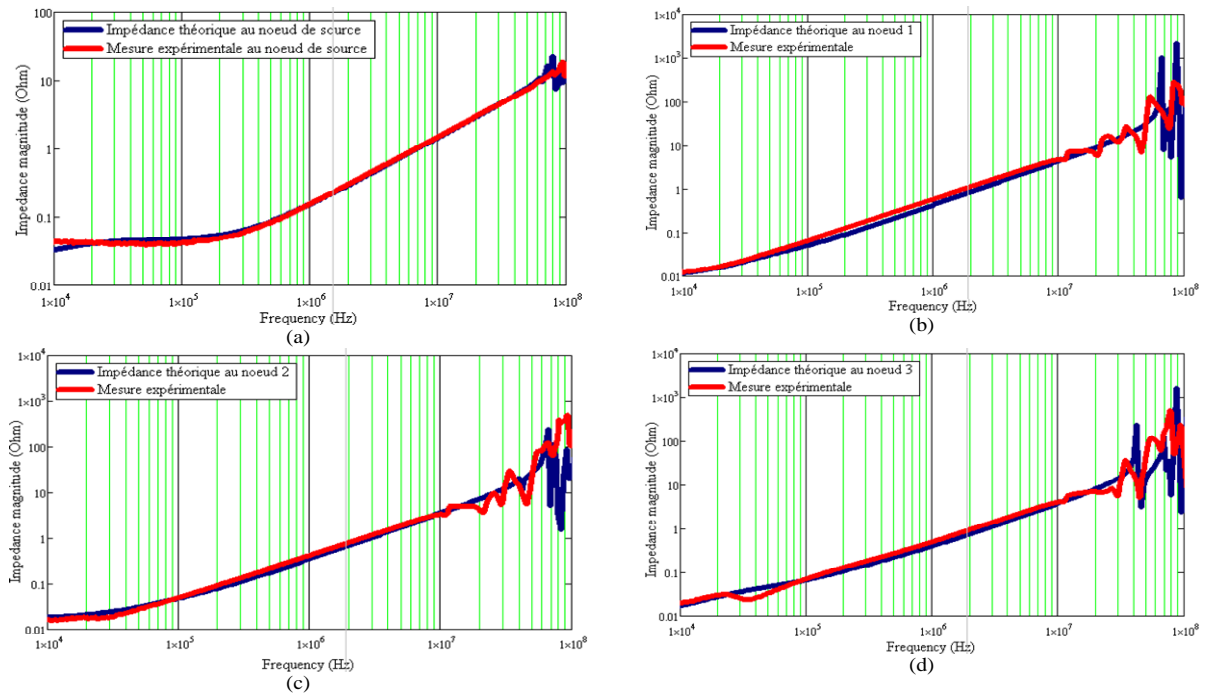 100
10
1
0.1
0.01
Impedance magnitude (Ohm)
Impédance théorique au noeud de source
Mesure expérimentale au noeud de source
1×10⁴
1×10⁵
1×10⁶
1×10⁷
1×10⁸
Frequency (Hz)
(a)
1×10⁴
1×10³
100
10
1
0.1
0.01
Impedance magnitude (Ohm)
Impédance théorique au noeud 1
Mesure expérimentale
1×10⁴
1×10⁵
1×10⁶
1×10⁷
1×10⁸
Frequency (Hz)
(b)
1×10⁴
1×10³
100
10
1
0.1
0.01
Impedance magnitude (Ohm)
Impédance théorique au noeud 2
Mesure expérimentale
1×10⁴
1×10⁵
1×10⁶
1×10⁷
1×10⁸
Frequency (Hz)
(c)
1×10³
100
10
1
0.1
0.01
Impedance magnitude (Ohm)
Impédance théorique au noeud 3
Mesure expérimentale
1×10⁴
1×10⁵
1×10⁶
1×10⁷
1×10⁸
Frequency (Hz)
(d)